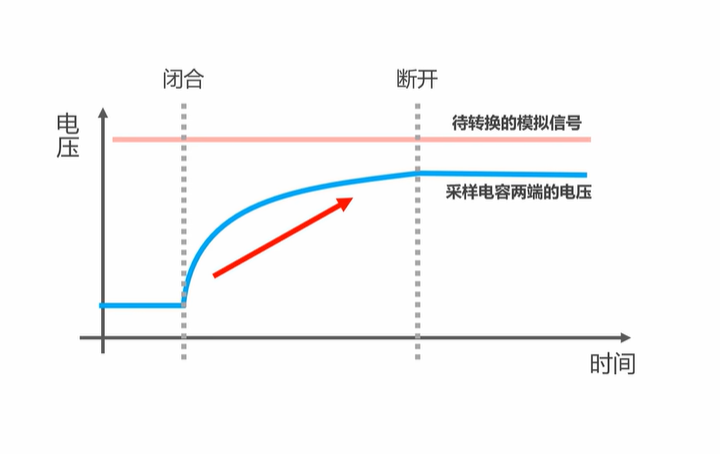 闭合
断开
电压
待转换的模拟信号
采样电容两端的电压
时间